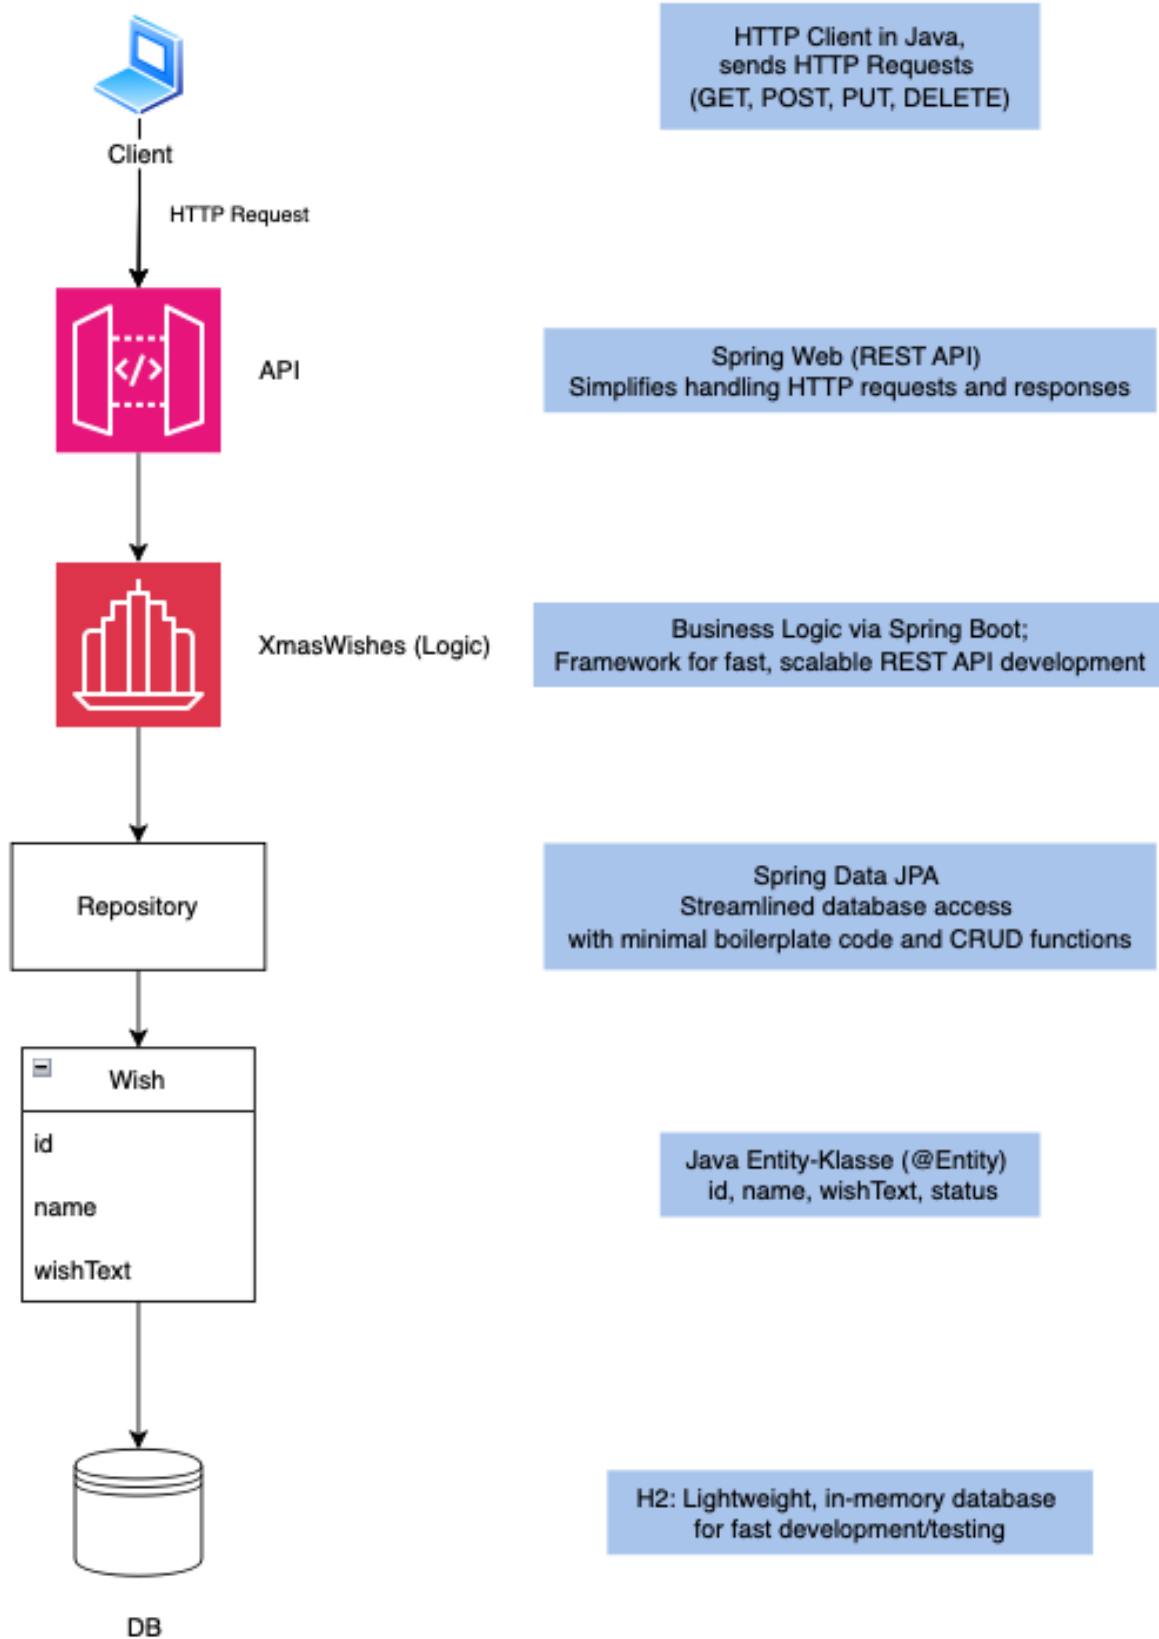 HTTP Client in Java,
sends HTTP Requests
(GET, POST, PUT, DELETE)
Client
HTTP Request
API
Spring Web (REST API)
Simplifies handling HTTP requests and responses
</>
XmasWishes (Logic)
Business Logic via Spring Boot;
Framework for fast, scalable REST API development
Repository
Spring Data JPA
Streamlined database access
with minimal boilerplate code and CRUD functions
Wish
id
name
wishText
Java Entity-Klasse (@Entity)
id, name, wishText, status
H2: Lightweight, in-memory database
for fast development/testing
DB